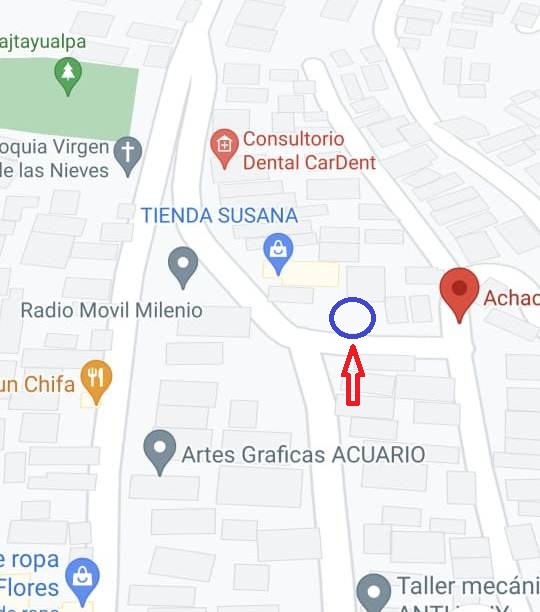 ajtayualpa
oquia Virgen
de las Nieves
Consultorio
Dental CarDent
TIENDA SUSANA
Radio Movil Milenio
Achac
un Chifa
Artes Graficas ACUARIO
e ropa
Flores
Taller mecáni